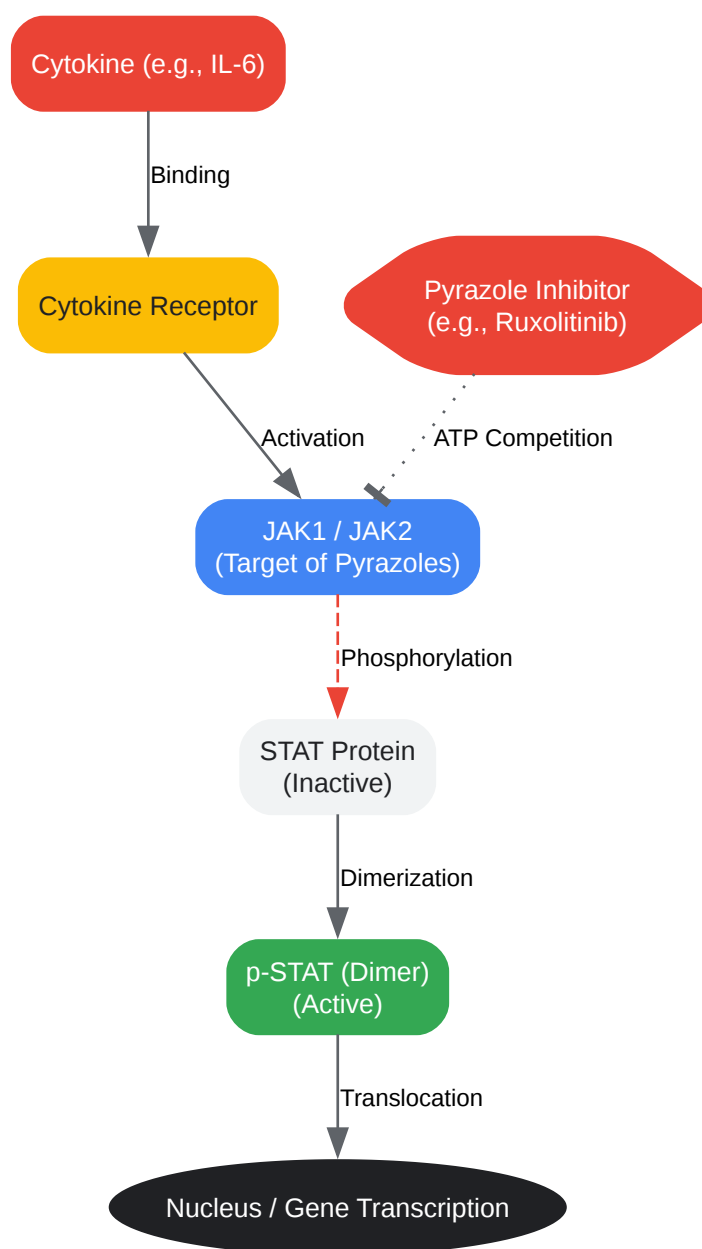 Cytokine (e.g., IL-6)
Binding
Cytokine Receptor
Pyrazole Inhibitor
(e.g., Ruxolitinib)
Activation
ATP Competition
JAK1 / JAK2
(Target of Pyrazoles)
Phosphorylation
STAT Protein
(Inactive)
Dimerization
p-STAT (Dimer)
(Active)
Translocation
Nucleus / Gene Transcription